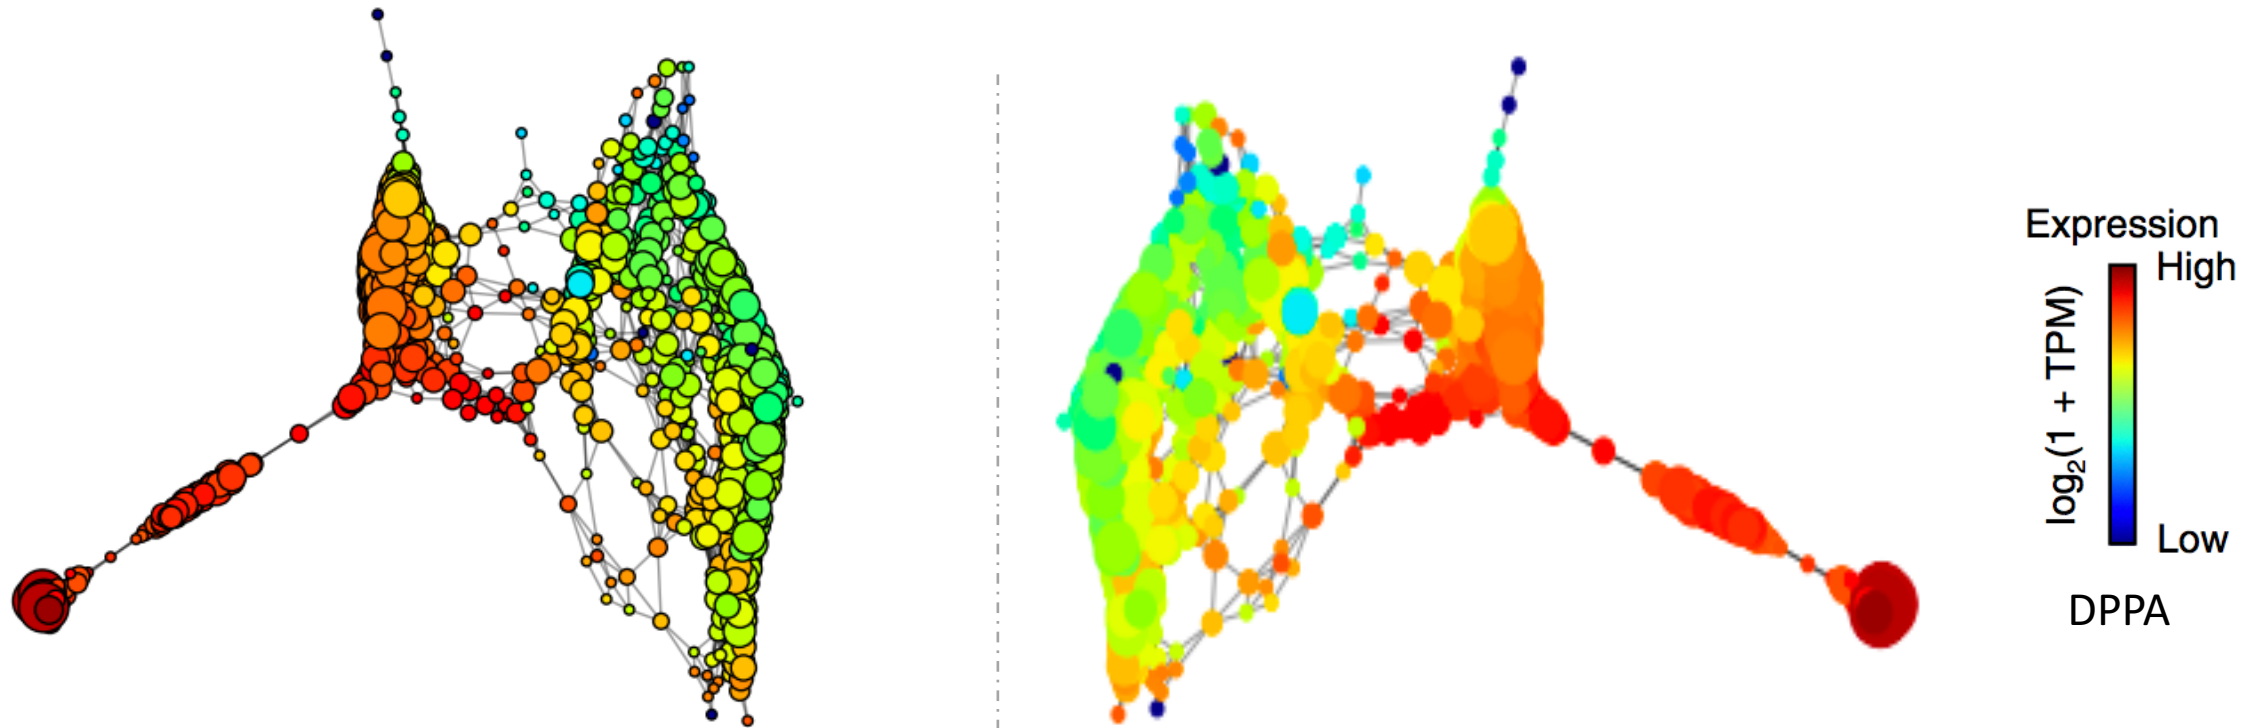 Expression
High
log₂(1 + TPM)
Low
DPPA